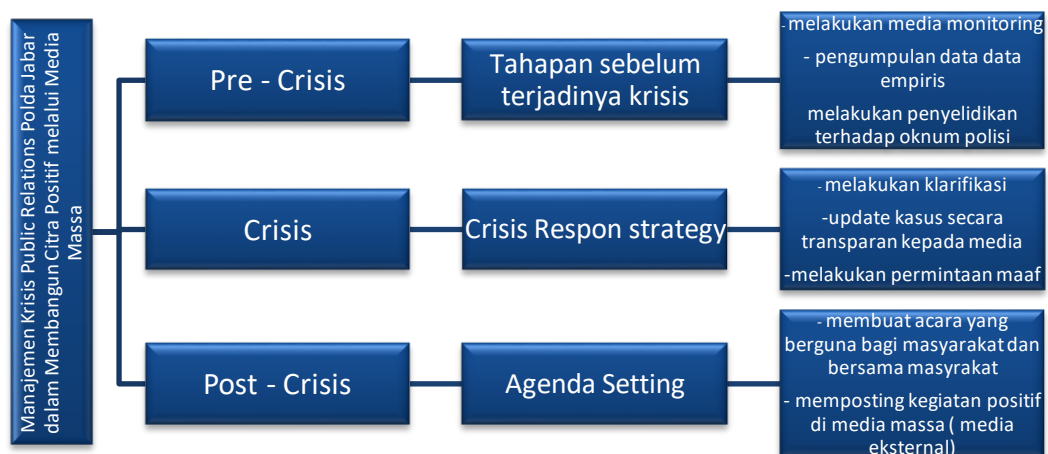 Manajemen Krisis Public Relations Polda Jabar
dalam Membangun Citra Positif melalui Media
Massa
Pre - Crisis
Tahapan sebelum
terjadinya krisis
- melakukan media monitoring
- pengumpulan data data
empiris
melakukan penyelidikan
terhadap oknum polisi
Crisis
Crisis Respon strategy
- melakukan klarifikasi
-update kasus secara
transparan kepada media
-melakukan permintaan maaf
Post - Crisis
Agenda Setting
- membuat acara yang
berguna bagi masyarakat dan
bersama masyrakat
- memposting kegiatan positif
di media massa ( media
eksternal)